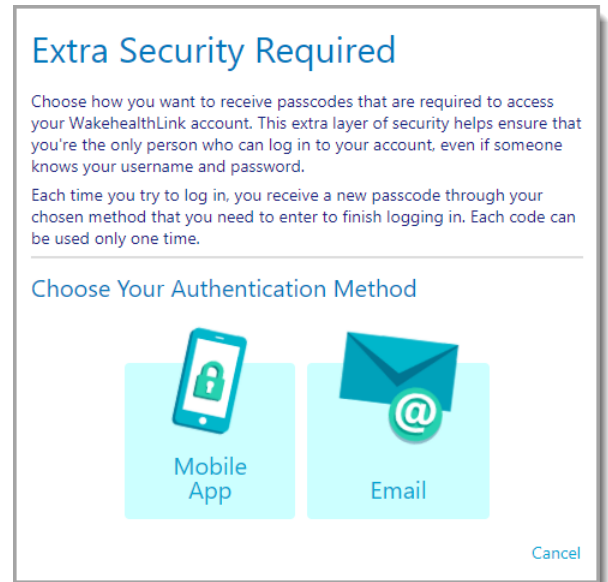 Extra Security Required
Choose how you want to receive passcodes that are required to access
your WakehealthLink account. This extra layer of security helps ensure that
you're the only person who can log in to your account, even if someone
knows your username and password.
Each time you try to log in, you receive a new passcode through your
chosen method that you need to enter to finish logging in. Each code can
be used only one time.
Choose Your Authentication Method
@
Mobile
App
Email
Cancel